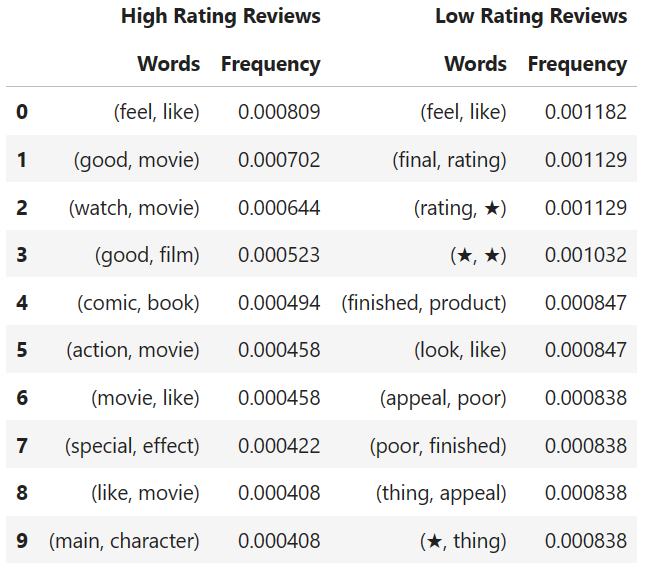 High Rating Reviews Low Rating Reviews
Words Frequency Words Frequency
0 (feel, like) 0.000809 (feel, like) 0.001182
1 (good, movie) 0.000702 (final, rating) 0.001129
2 (watch, movie) 0.000644 (rating, ★) 0.001129
3 (good, film) 0.000523 (★, ★) 0.001032
4 (comic, book) 0.000494 (finished, product) 0.000847
5 (action, movie) 0.000458 (look, like) 0.000847
6 (movie, like) 0.000458 (appeal, poor) 0.000838
7 (special, effect) 0.000422 (poor, finished) 0.000838
8 (like, movie) 0.000408 (thing, appeal) 0.000838
9 (main, character) 0.000408 (★, thing) 0.000838